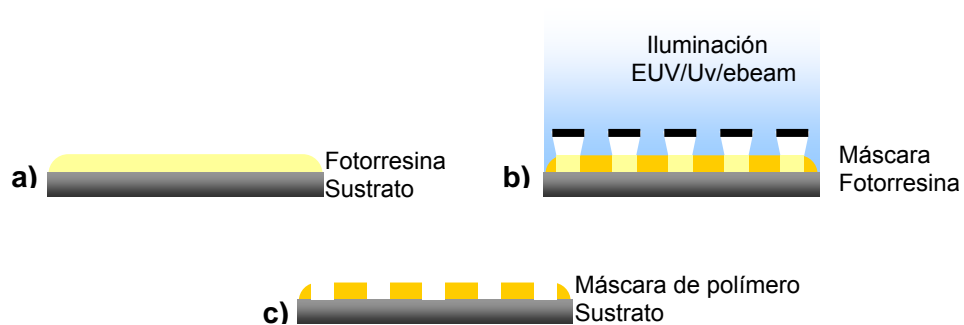 a)
Fotorresina
Sustrato
Iluminación
EUV/Uv/ebeam
b)
Máscara
Fotorresina
c)
Máscara de polímero
Sustrato